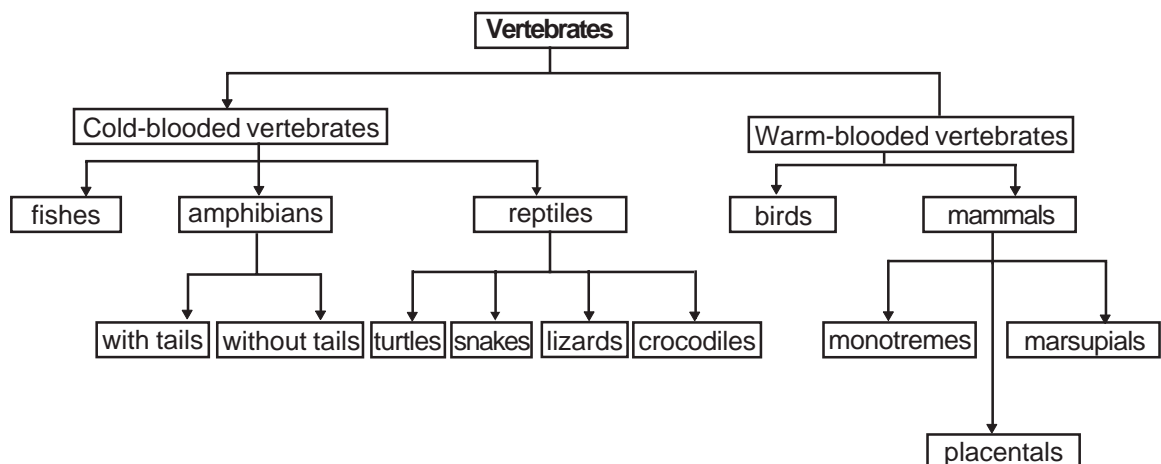 Vertebrates
Cold-blooded vertebrates
Warm-blooded vertebrates
fishes
amphibians
reptiles
birds
mammals
with tails
without tails
turtles
snakes
lizards
crocodiles
monotremes
marsupials
placentals